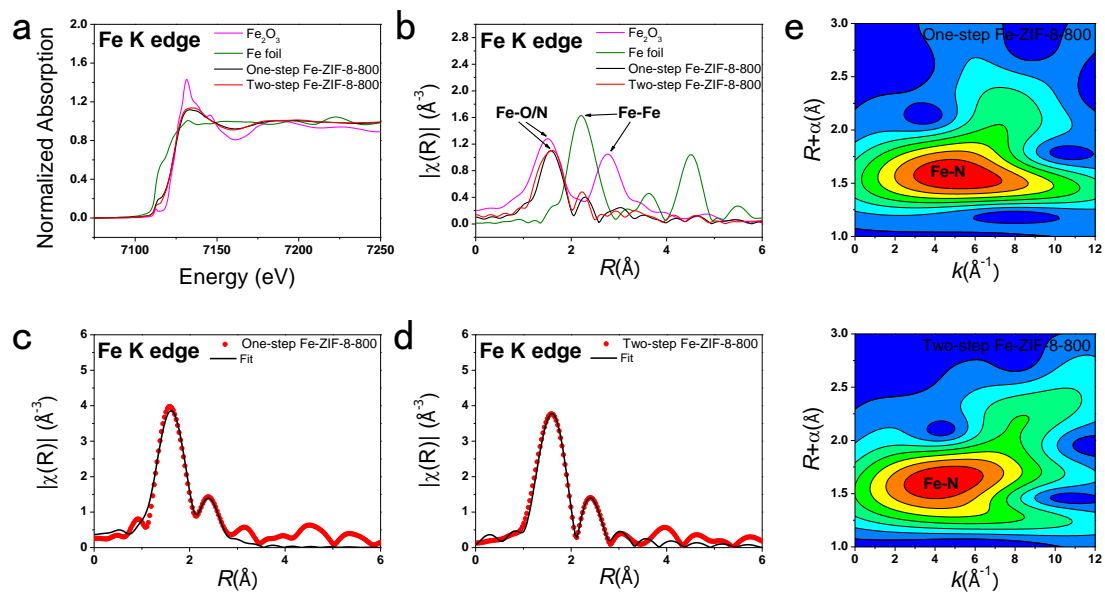 a
Fe K edge
Fe2O3
Fe foil
One-step Fe-ZIF-8-800
Two-step Fe-ZIF-8-800
Normalized Absorption
2.0
1.6
1.2
0.8
0.4
0.0
7100
7150
7200
7250
Energy (eV)
b
Fe K edge
Fe2O3
Fe foil
One-step Fe-ZIF-8-800
Two-step Fe-ZIF-8-800
Fe-O/N
Fe-Fe
|χ(R)| (Å-3)
2.8
2.4
2.0
1.6
1.2
0.8
0.4
0.0
0
2
4
6
R(Å)
e
One-step Fe-ZIF-8-800
Fe-N
R+α(Å)
3.0
2.5
2.0
1.5
1.0
0 2 4 6 8 10 12
k(Å-1)
c
Fe K edge
One-step Fe-ZIF-8-800
Fit
|χ(R)| (Å-3)
6
5
4
3
2
1
0
0 1 2 3 4 5 6
R(Å)
d
Fe K edge
Two-step Fe-ZIF-8-800
Fit
|χ(R)| (Å-3)
6
5
4
3
2
1
0
0 1 2 3 4 5 6
R(Å)
Two-step Fe-ZIF-8-800
Fe-N
R+α(Å)
3.0
2.5
2.0
1.5
1.0
0 2 4 6 8 10 12
k(Å-1)